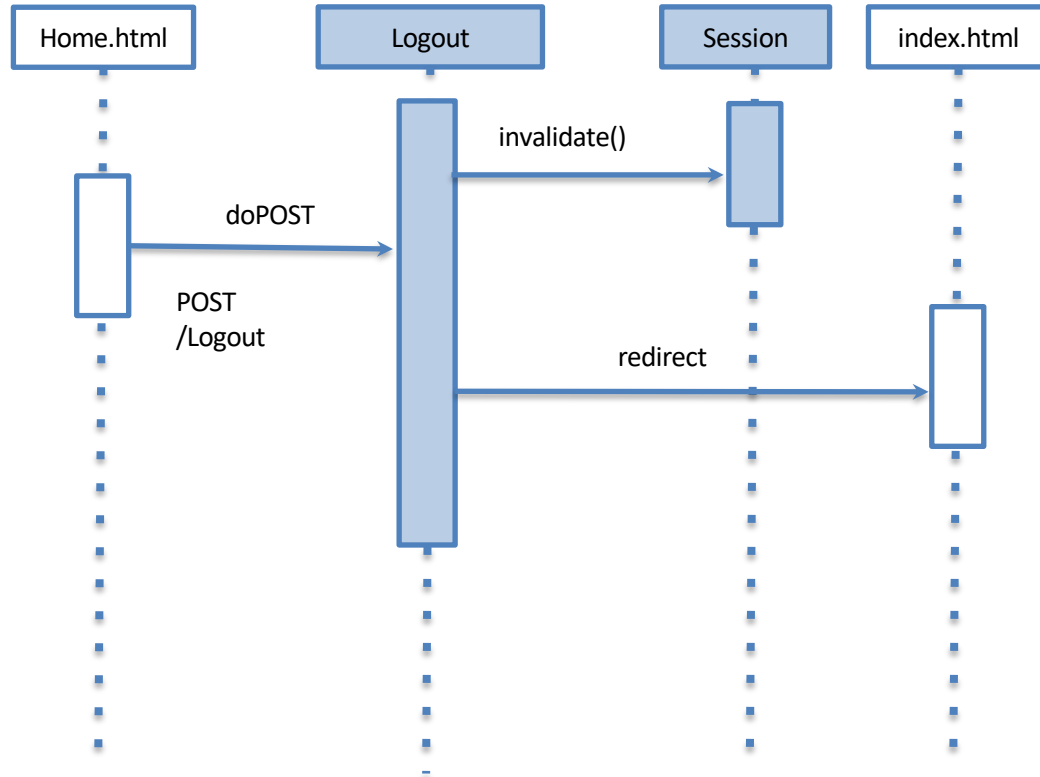 Home.html
Logout
Session
index.html
invalidate()
doPOST
POST
/Logout
redirect